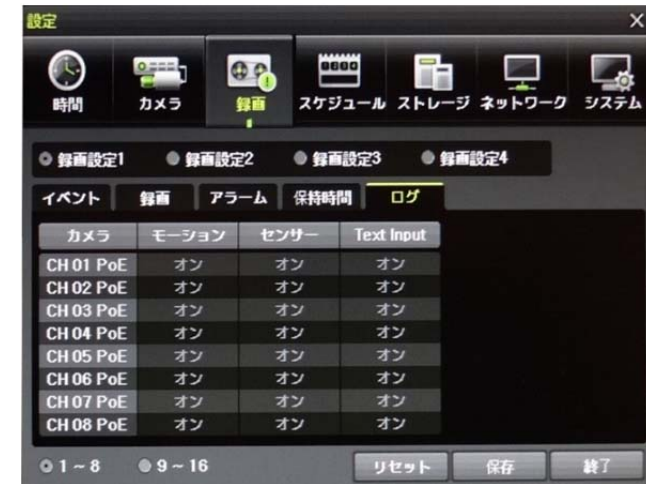 設定 X
時間 カメラ 録画 スケジュール ストレージ ネットワーク システム
録画設定1 録画設定2 録画設定3 録画設定4
イベント 録画 アラーム 保持時間 ログ
カメラ モーション センサー Text Input
CH 01 PoE オン オン オン
CH 02 PoE オン オン オン
CH 03 PoE オン オン オン
CH 04 PoE オン オン オン
CH 05 PoE オン オン オン
CH 06 PoE オン オン オン
CH 07 PoE オン オン オン
CH 08 PoE オン オン オン
1 ~ 8 9 ~ 16 リセット 保存 終了